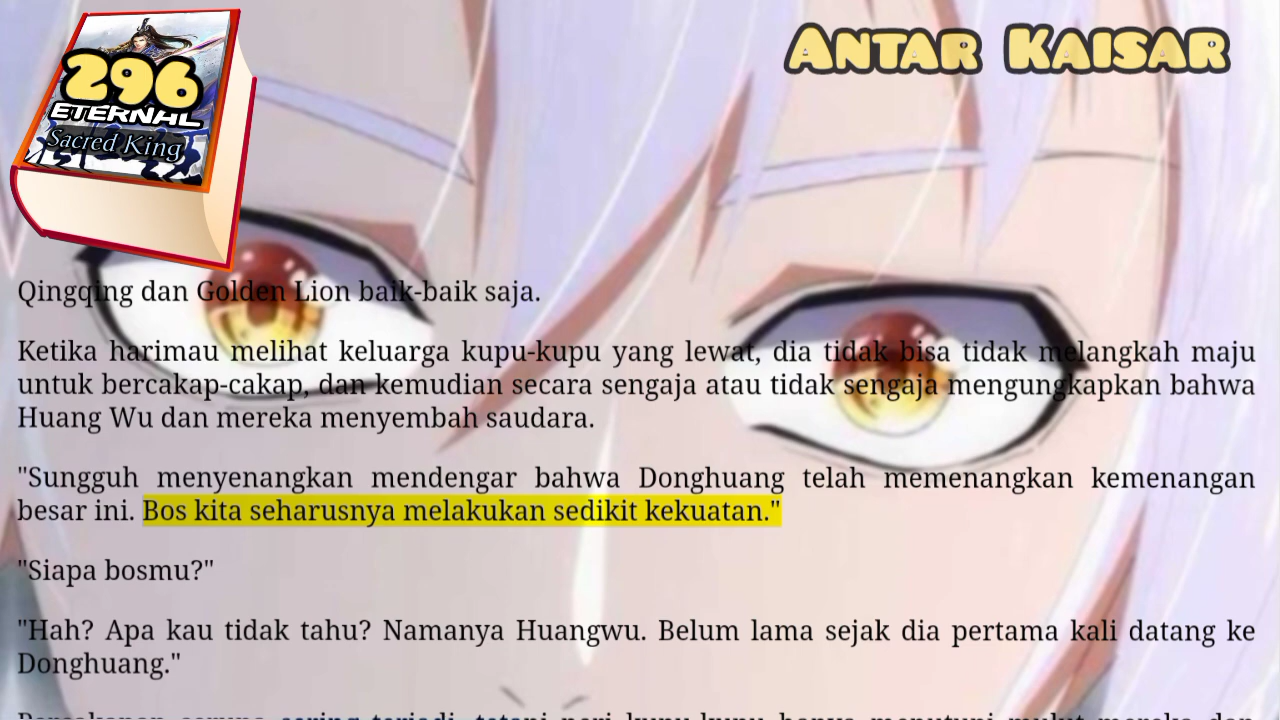 296
ETERNAL
Sacred King
Antar Kaisar
Qingqing dan Golden Lion baik-baik saja.
Ketika harimau melihat keluarga kupu-kupu yang lewat, dia tidak bisa tidak melangkah maju
untuk bercakap-cakap, dan kemudian secara sengaja atau tidak sengaja mengungkapkan bahwa
Huang Wu dan mereka menyembah saudara.
"Sungguh menyenangkan mendengar bahwa Donghuang telah memenangkan kemenangan
besar ini. Bos kita seharusnya melakukan sedikit kekuatan."
"Siapa bosmu?"
"Hah? Apa kau tidak tahu? Namanya Huangwu. Belum lama sejak dia pertama kali datang ke
Donghuang."